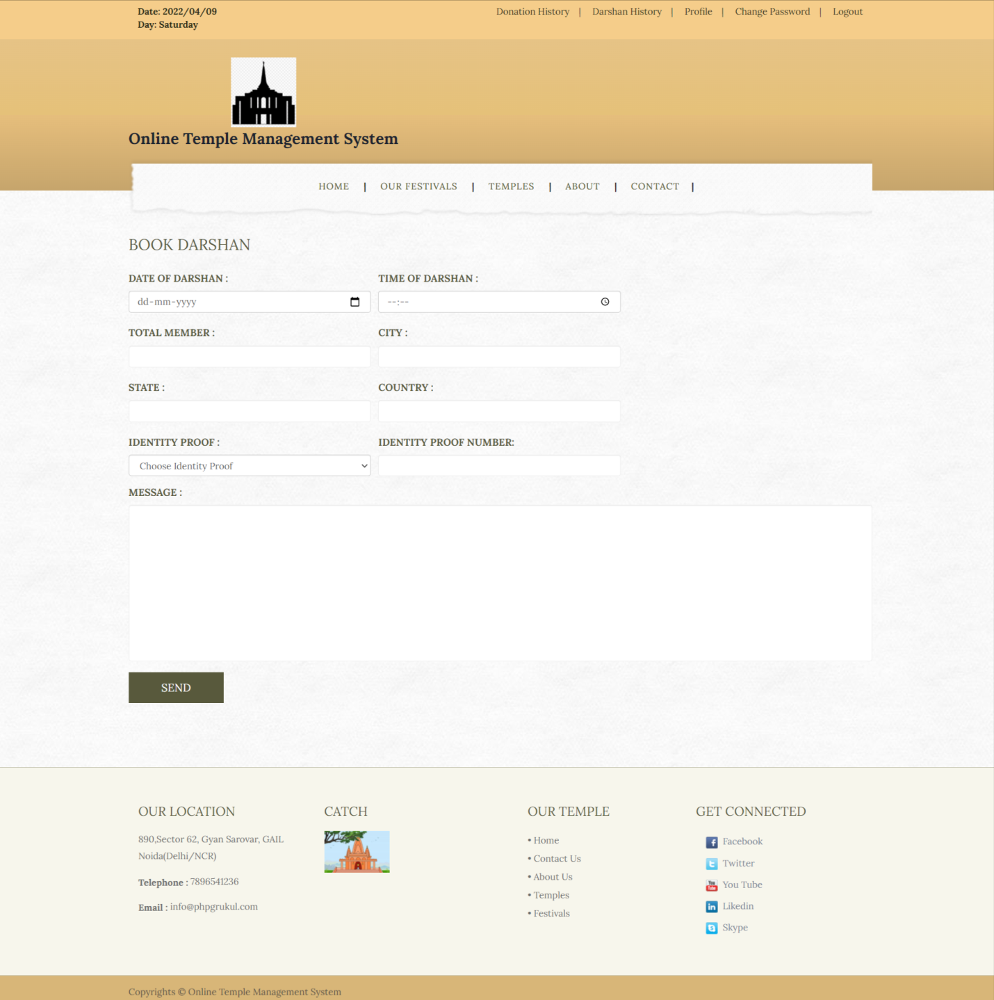 Date: 2022/04/09
Day: Saturday
Donation History | Darshan History | Profile | Change Password | Logout
Online Temple Management System
HOME | OUR FESTIVALS | TEMPLES | ABOUT | CONTACT |
BOOK DARSHAN
DATE OF DARSHAN :
TIME OF DARSHAN :
dd-mm-yyyy
--:--
TOTAL MEMBER :
CITY :
STATE :
COUNTRY :
IDENTITY PROOF :
IDENTITY PROOF NUMBER:
Choose Identity Proof
MESSAGE :
SEND
OUR LOCATION
890,Sector 62, Gyan Sarovar, GAIL
Noida(Delhi/NCR)
Telephone : 7896541236
Email : info@phpgrukul.com
CATCH
OUR TEMPLE
• Home
• Contact Us
• About Us
• Temples
• Festivals
GET CONNECTED
Facebook
Twitter
You Tube
Likedin
Skype
Copyrights © Online Temple Management System